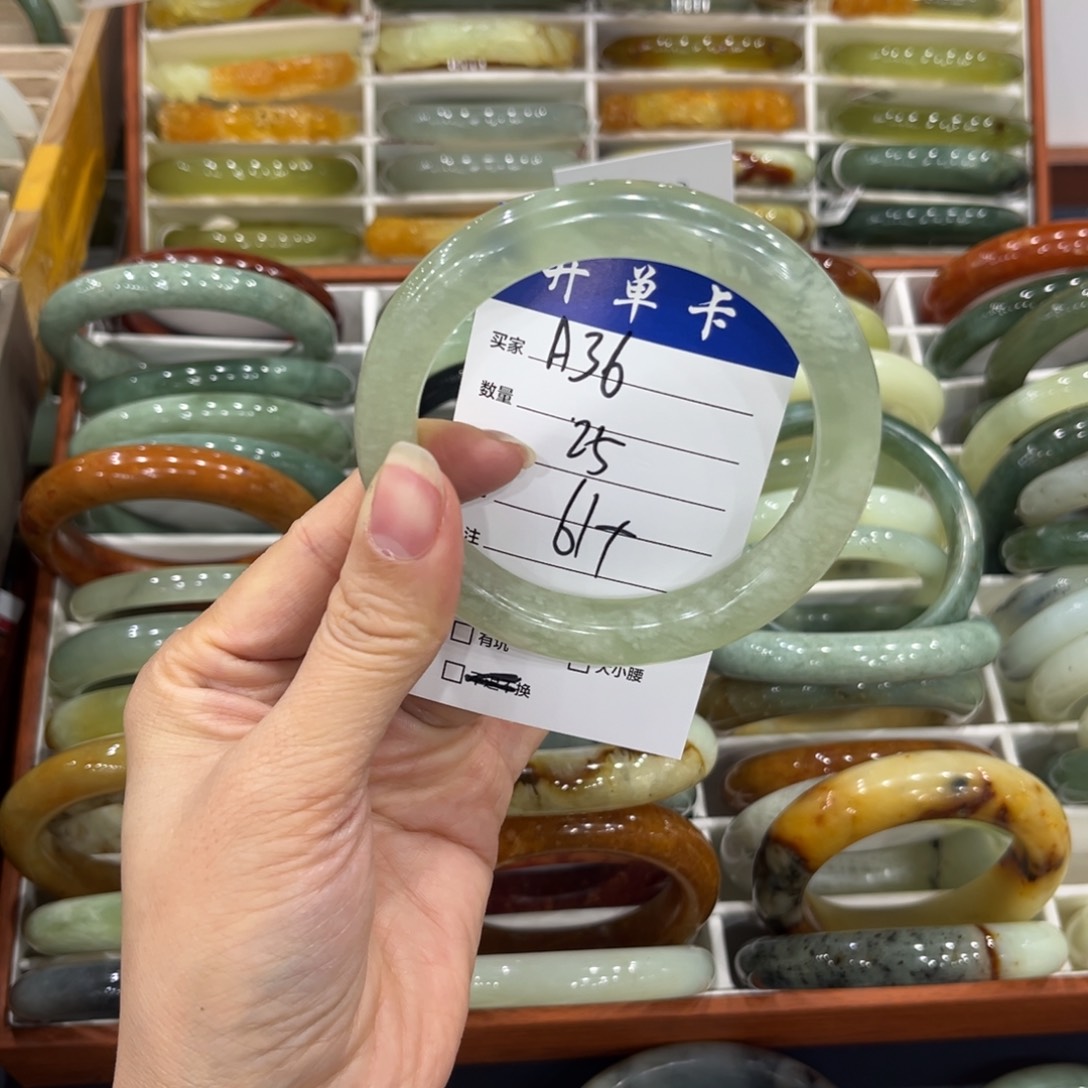 开单卡
买家 A36
数量 25
61+
注
有坑 大小腰
换